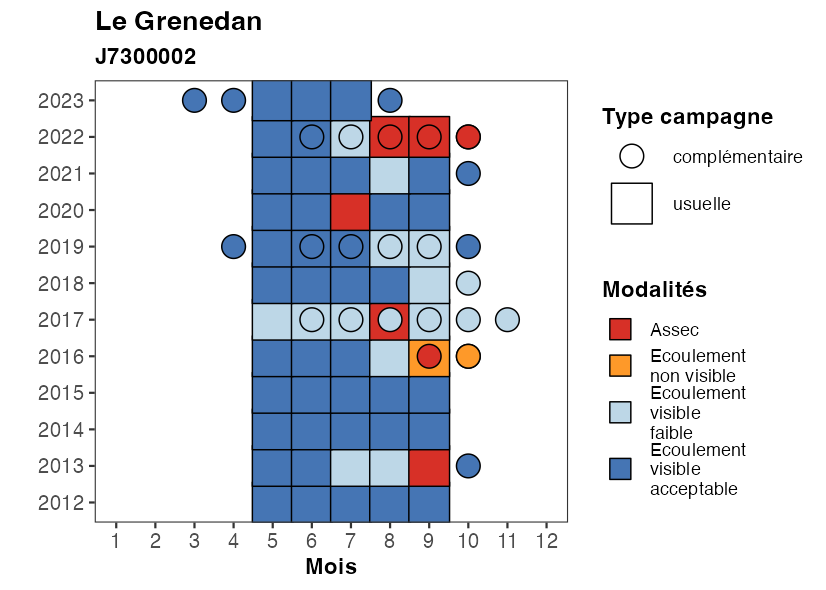 Le Grenedan
J7300002
2023
2022
2021
2020
2019
2018
2017
2016
2015
2014
2013
2012
1 2 3 4 5 6 7 8 9 10 11 12
Mois
Type campagne
complémentaire
usuelle
Modalités
Assec
Ecoulement
non visible
Ecoulement
visible
faible
Ecoulement
visible
acceptable